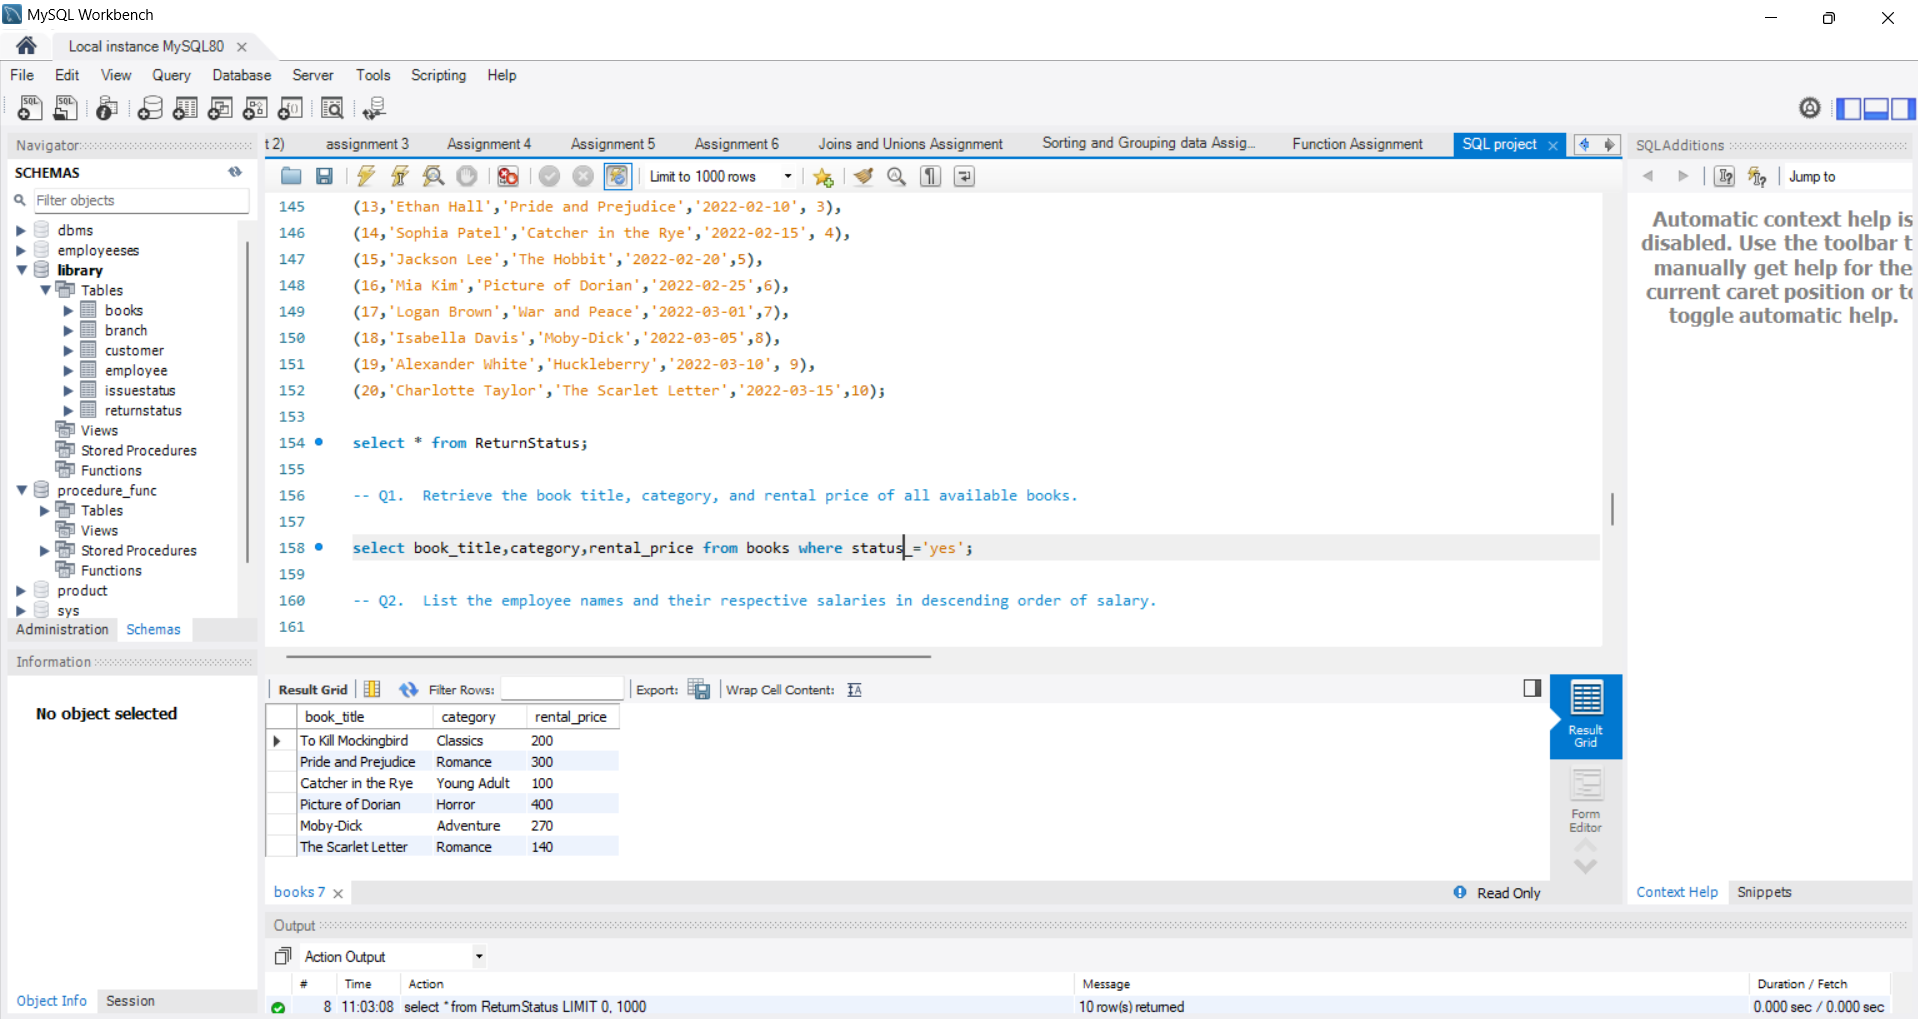 MySQL Workbench
Local instance MySQL80
File Edit View Query Database Server Tools Scripting Help
Navigator
SCHEMAS
Filter objects
dbms
employeeses
library
Tables
books
branch
customer
employee
issuestatus
returnstatus
Views
Stored Procedures
Functions
procedure_func
Tables
Views
Stored Procedures
Functions
product
sys
Administration Schemas
Information
No object selected
Object Info Session
t 2) assignment 3 Assignment 4 Assignment 5 Assignment 6 Joins and Unions Assignment Sorting and Grouping data Assig... Function Assignment SQL project
Limit to 1000 rows
145 (13,'Ethan Hall','Pride and Prejudice','2022-02-10', 3),
146 (14,'Sophia Patel','Catcher in the Rye','2022-02-15', 4),
147 (15,'Jackson Lee','The Hobbit','2022-02-20',5),
148 (16,'Mia Kim','Picture of Dorian','2022-02-25',6),
149 (17,'Logan Brown','War and Peace','2022-03-01',7),
150 (18,'Isabella Davis','Moby-Dick','2022-03-05',8),
151 (19,'Alexander White','Huckleberry','2022-03-10', 9),
152 (20,'Charlotte Taylor','The Scarlet Letter','2022-03-15',10);
153
154 select * from ReturnStatus;
155
156 -- Q1. Retrieve the book title, category, and rental price of all available books.
157
158 select book_title,category,rental_price from books where status_='yes';
159
160 -- Q2. List the employee names and their respective salaries in descending order of salary.
161
Result Grid Filter Rows: Export: Wrap Cell Content:
book_title category rental_price
To Kill Mockingbird Classics 200
Pride and Prejudice Romance 300
Catcher in the Rye Young Adult 100
Picture of Dorian Horror 400
Moby-Dick Adventure 270
The Scarlet Letter Romance 140
Result
Grid
Form
Editor
books 7
Read Only
SQLAdditions
Jump to
Automatic context help is
disabled. Use the toolbar t
manually get help for the
current caret position or to
toggle automatic help.
Context Help Snippets
Output
Action Output
# Time Action Message Duration / Fetch
8 11:03:08 select * from ReturnStatus LIMIT 0, 1000 10 row(s) returned 0.000 sec / 0.000 sec